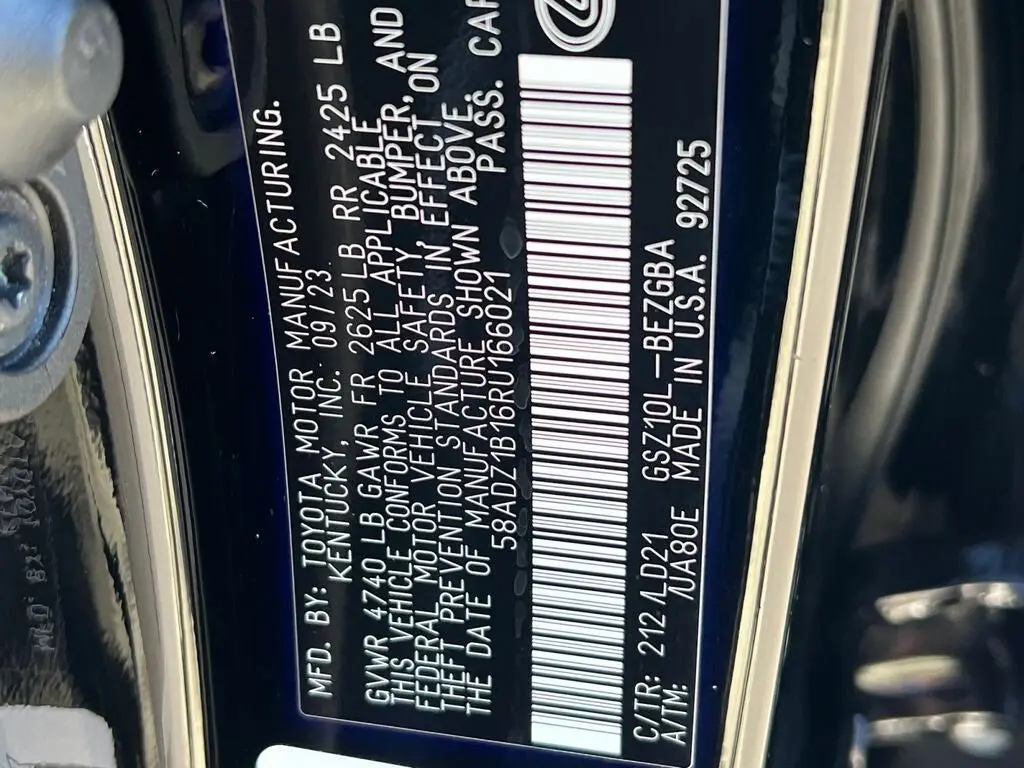 MFD. BY: TOYOTA MOTOR MANUFACTURING.
KENTUCKY, INC. 09/23
GVWR 4740 LB GAWR FR 2625 LB RR 2425 LB
THIS VEHICLE CONFORMS TO ALL APPLICABLE
FEDERAL MOTOR VEHICLE SAFETY, BUMPER, AND
THEFT PREVENTION STANDARDS IN EFFECT ON
THE DATE OF MANUFACTURE SHOWN ABOVE.
58ADZ1B16RU166021 PASS. CAR
C/TR: 212 /LD21 GSZ10L-BEZGBA
A/TM: /UA80E MADE IN U.S.A. 92725